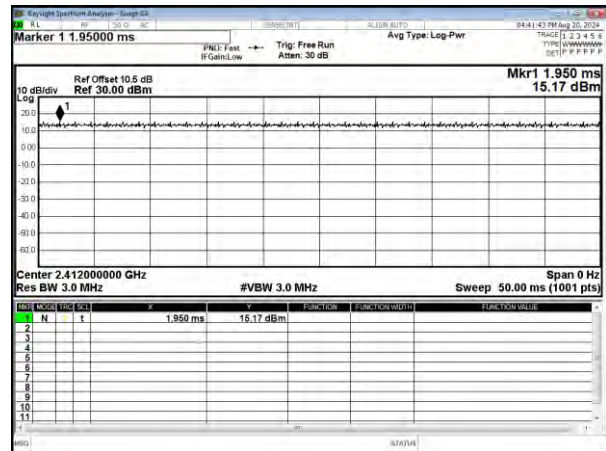 Keysight Spectrum Analyzer - Swept SA
RL RF 50 Ω AC SENSE:INT ALIGN AUTO 04:41:43 PM Aug 20, 2024
Marker 1 1.95000 ms
PNO: Fast Trig: Free Run Avg Type: Log-Pwr TRACE 1 2 3 4 5 6
IFGain:Low Atten: 30 dB TYPE WWWWWW
DET P P P P P P
Ref Offset 10.5 dB Mkr1 1.950 ms
10 dB/div Ref 30.00 dBm 15.17 dBm
Log
1
20.0
10.0
0.00
-10.0
-20.0
-30.0
-40.0
-50.0
-60.0
Center 2.412000000 GHz Span 0 Hz
Res BW 3.0 MHz #VBW 3.0 MHz Sweep 50.00 ms (1001 pts)
MKR MODE TRC SCL X Y FUNCTION FUNCTION WIDTH FUNCTION VALUE
1 N 1 t 1.950 ms 15.17 dBm
2
3
4
5
6
7
8
9
10
11
MSG STATUS